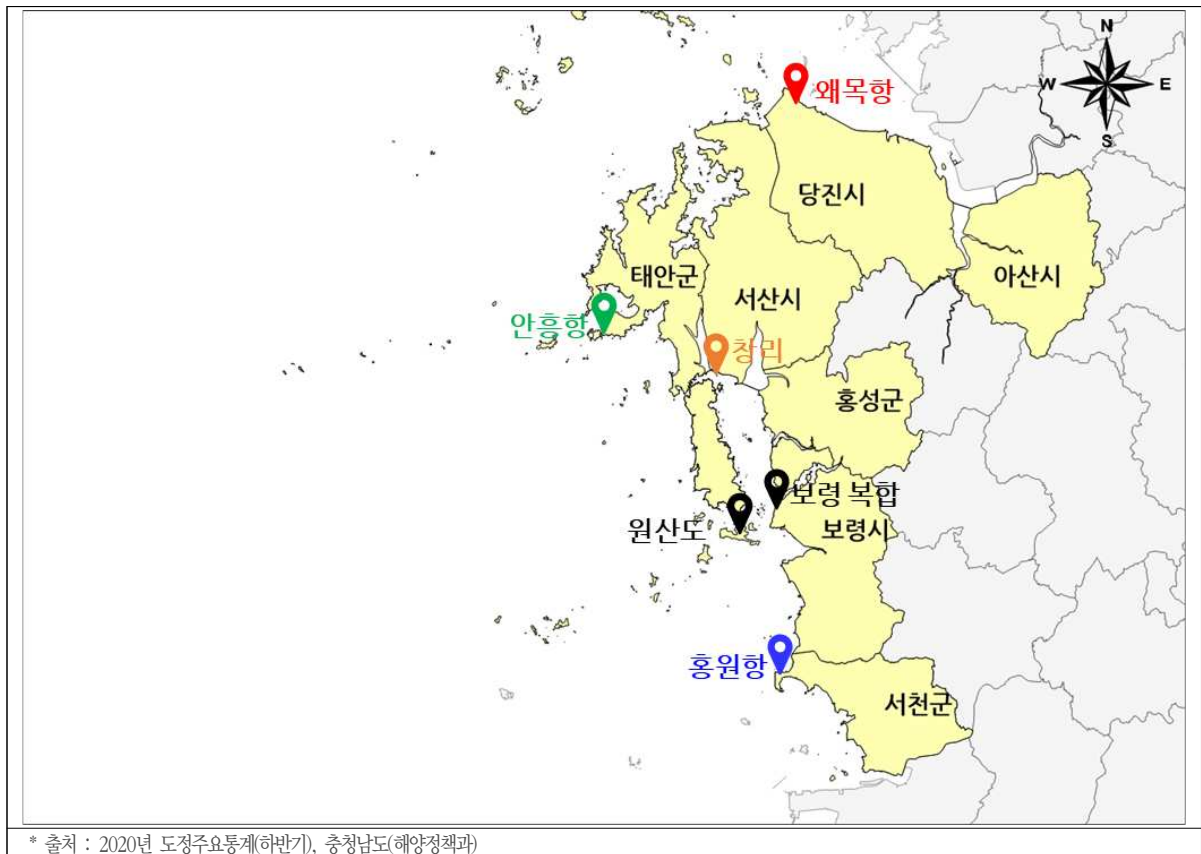 N
왜목항
W
E
S
당진시
태안군
아산시
서산시
안흥항
창리
홍성군
보령 복합
원산도
보령시
홍원항
서천군
* 출처 : 2020년 도정주요통계(하반기), 충청남도(해양정책과)